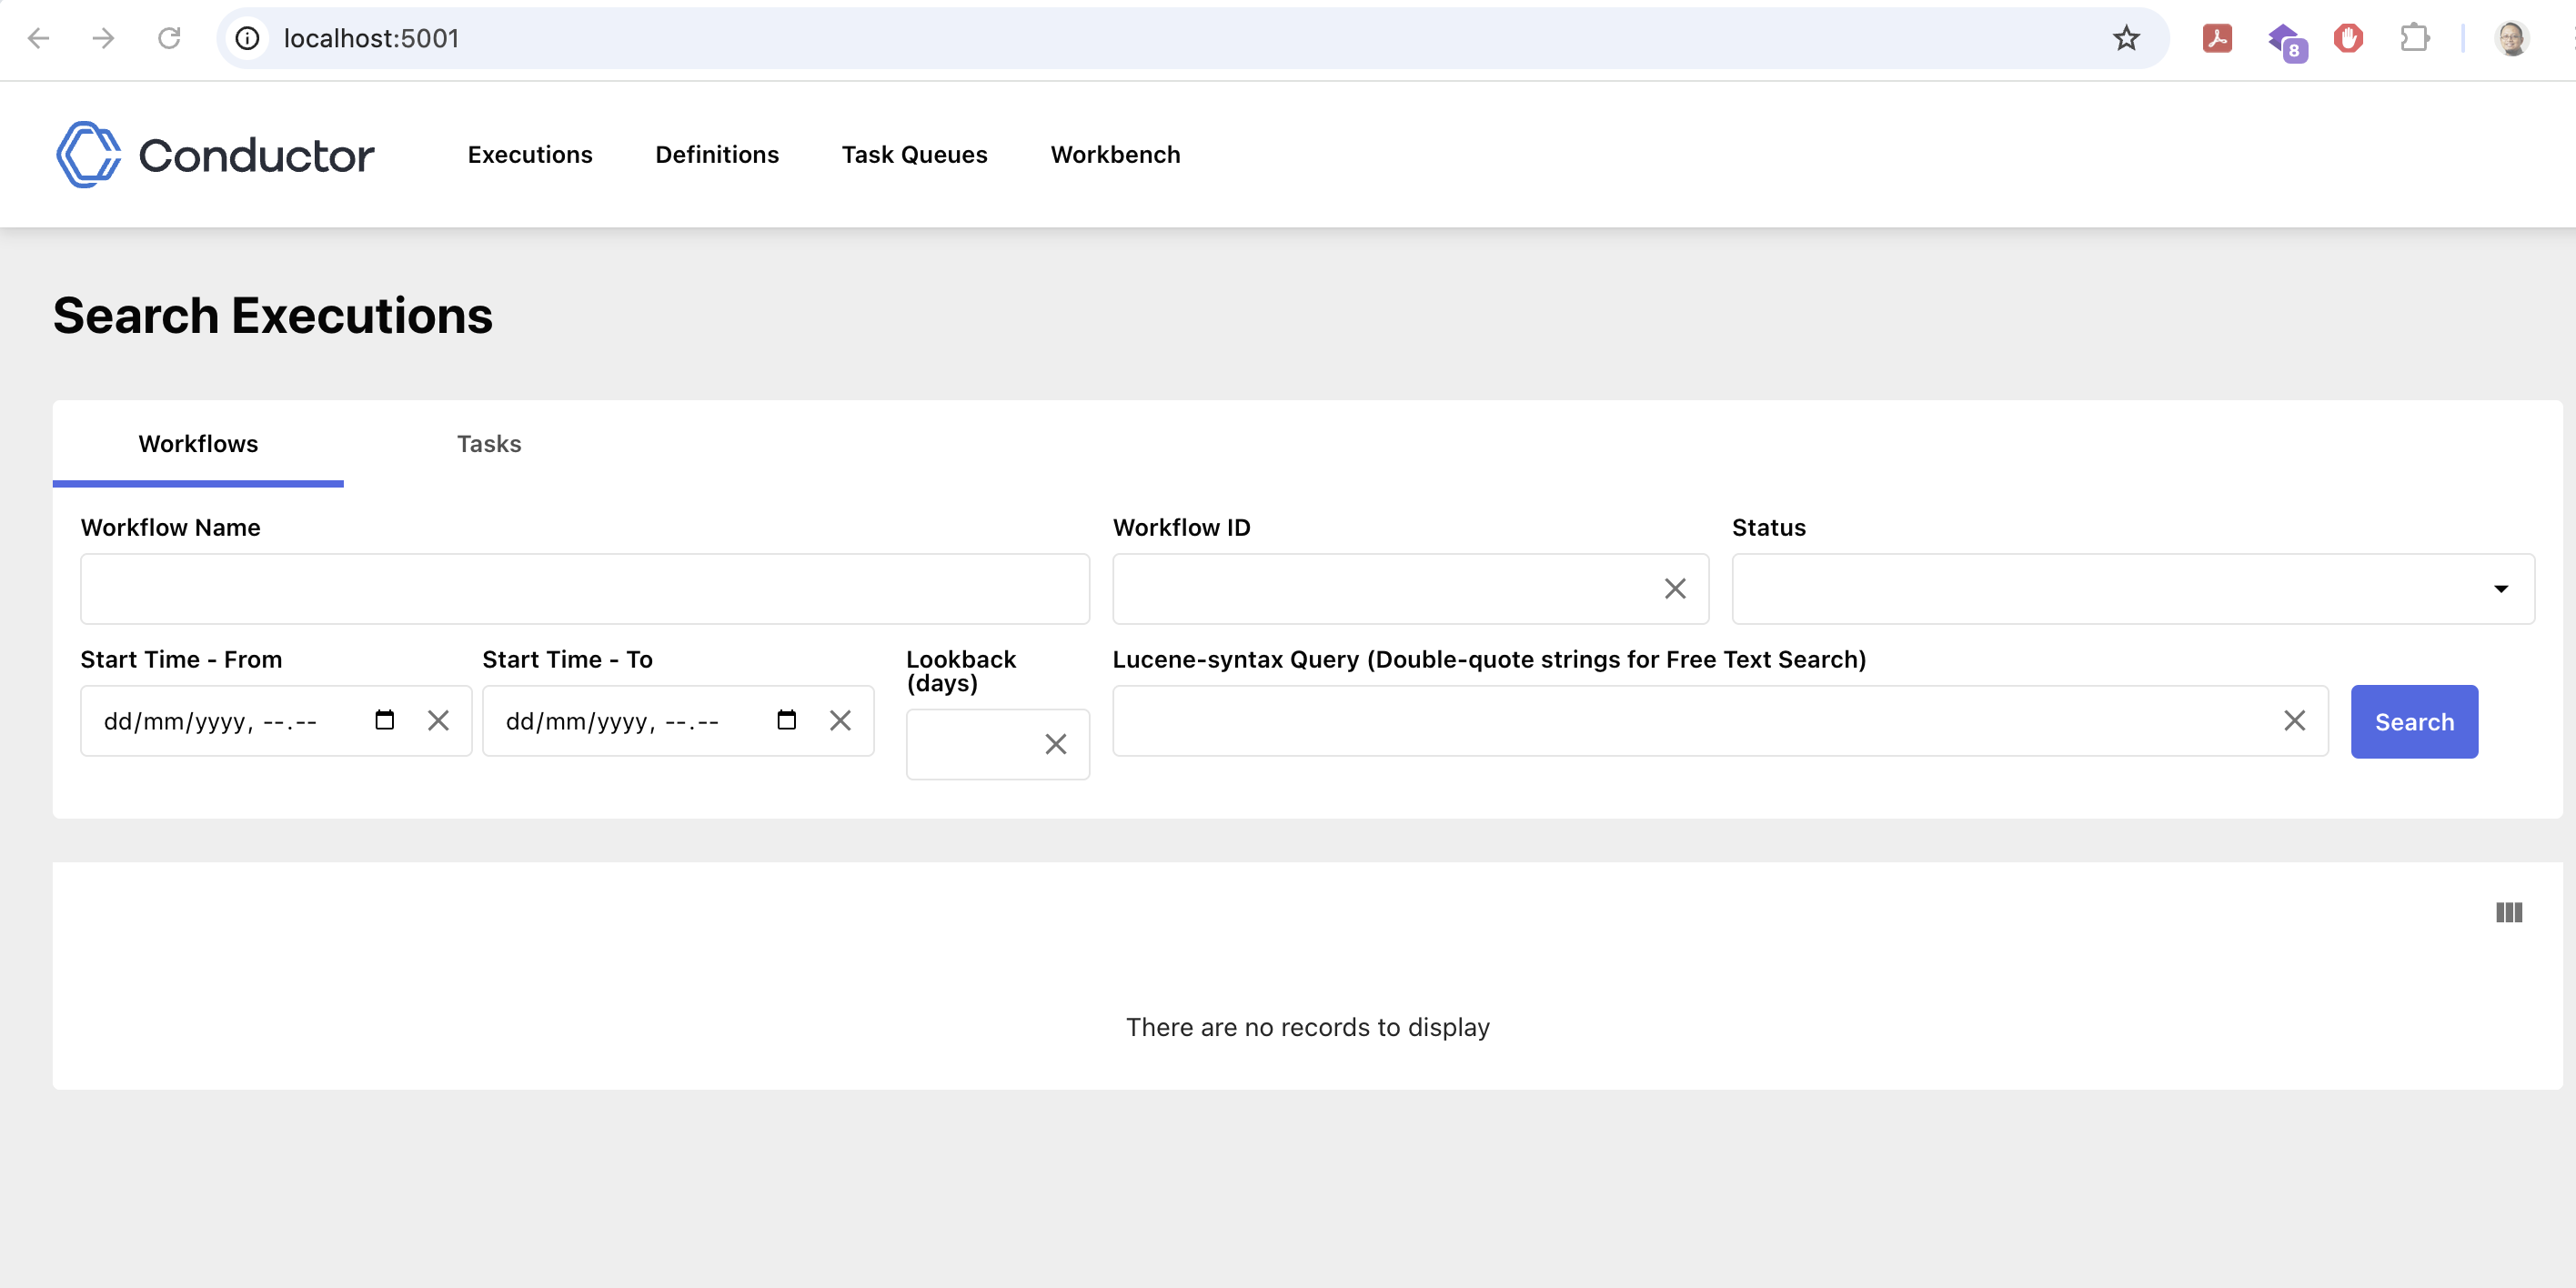 localhost:5001
8
Conductor
Executions
Definitions
Task Queues
Workbench
Search Executions
Workflows
Tasks
Workflow Name
Workflow ID
Status
Start Time - From
Start Time - To
Lookback
(days)
Lucene-syntax Query (Double-quote strings for Free Text Search)
dd/mm/yyyy, --.--
dd/mm/yyyy, --.--
Search
There are no records to display